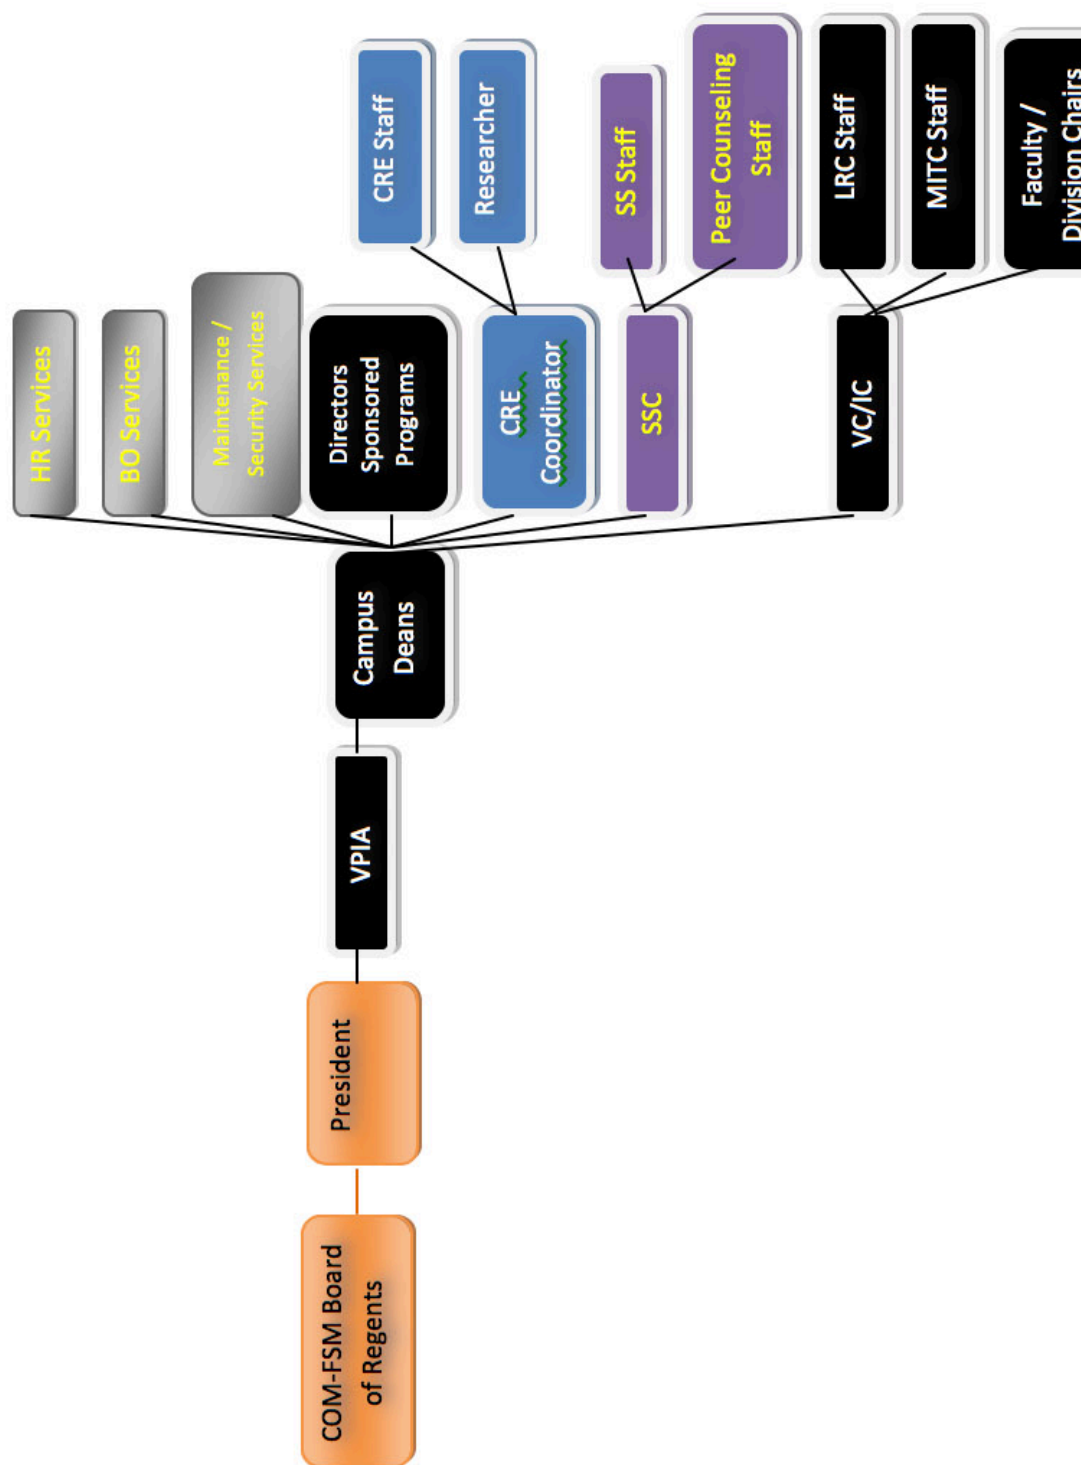 COM-FSM Board
of Regents
President
VPIA
Campus
Deans
HR Services
BO Services
Maintenance /
Security Services
Directors
Sponsored
Programs
CRE
Coordinator
SSC
VC/IC
CRE Staff
Researcher
SS Staff
Peer Counseling
Staff
LRC Staff
MITC Staff
Faculty /
Division Chairs